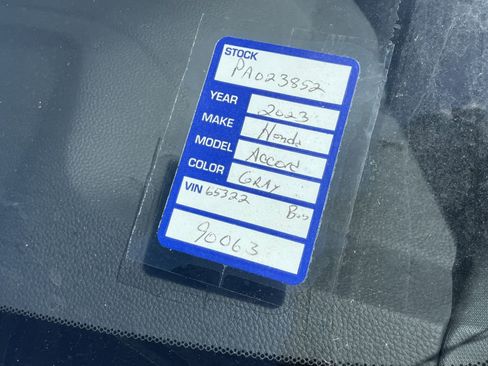 STOCK
PA023852
YEAR 2023
MAKE Honda
MODEL Accord
COLOR GRAY
VIN 65322
90063